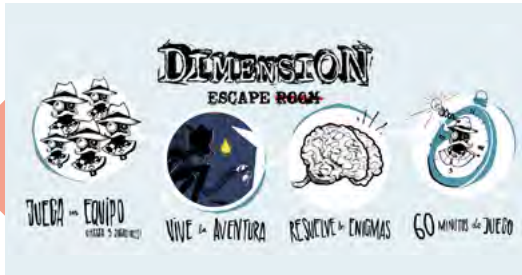 DIMENSION
ESCAPE ROOM
JUEGA en EQUIPO
VIVE la AVENTURA
RESUELVE los ENIGMAS
60 MINUTOS de JUEGO